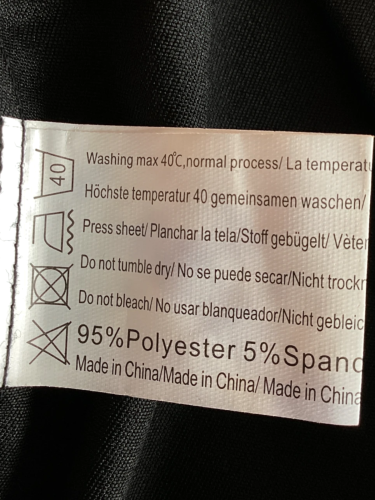 40
Washing max 40℃,normal process/ La temperat
Höchste temperatur 40 gemeinsamen waschen/
Press sheet/ Planchar la tela/Stoff gebügelt/ Vèter
Do not tumble dry/ No se puede secar/Nicht trockn
Do not bleach/ No usar blanqueador/Nicht gebleic
95%Polyester 5%Spand
Made in China/Made in China/ Made in China